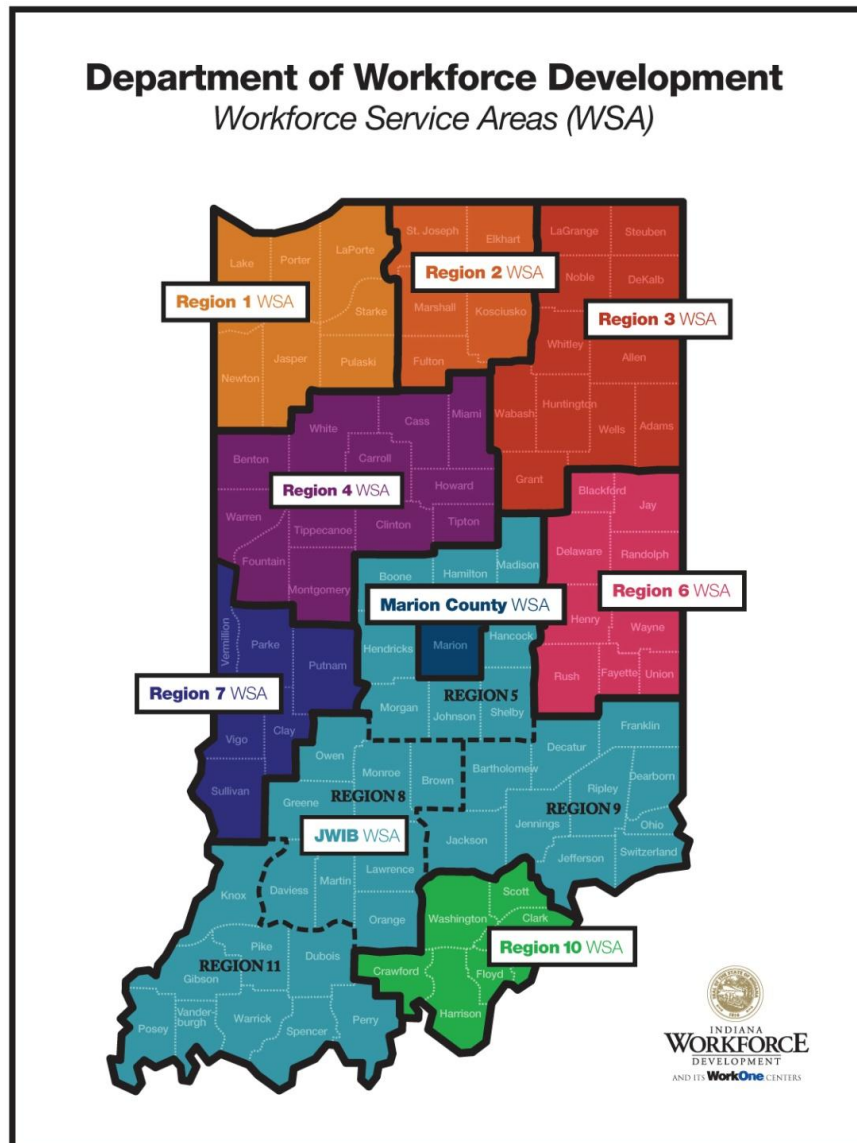 Department of Workforce Development
Workforce Service Areas (WSA)
St. Joseph
Elkhart
LaGrange
Steuben
Lake
Porter
LaPorte
Region 2 WSA
Noble
DeKalb
Region 1 WSA
Starke
Marshall
Kosciusko
Region 3 WSA
Newton
Jasper
Pulaski
Fulton
Whitley
Allen
White
Cass
Miami
Wabash
Huntington
Wells
Adams
Benton
Carroll
Region 4 WSA
Howard
Grant
Blackford
Jay
Warren
Tippecanoe
Clinton
Tipton
Delaware
Randolph
Fountain
Montgomery
Boone
Hamilton
Madison
Marion County WSA
Region 6 WSA
Henry
Wayne
Vermillion
Parke
Putnam
Hendricks
Marion
Hancock
Rush
Fayette
Union
Region 7 WSA
REGION 5
Morgan
Johnson
Shelby
Vigo
Clay
Owen
Decatur
Franklin
Sullivan
Monroe
Brown
Bartholomew
Ripley
Dearborn
Greene
REGION 8
REGION 9
JWIB WSA
Jackson
Jennings
Ohio
Jefferson
Switzerland
Knox
Daviess
Martin
Lawrence
Orange
Scott
Washington
Clark
Region 10 WSA
Pike
Dubois
REGION 11
Gibson
Crawford
Floyd
Harrison
Posey
Vander-
burgh
Warrick
Spencer
Perry
INDIANA
WORKFORCE
DEVELOPMENT
AND ITS WorkOne CENTERS